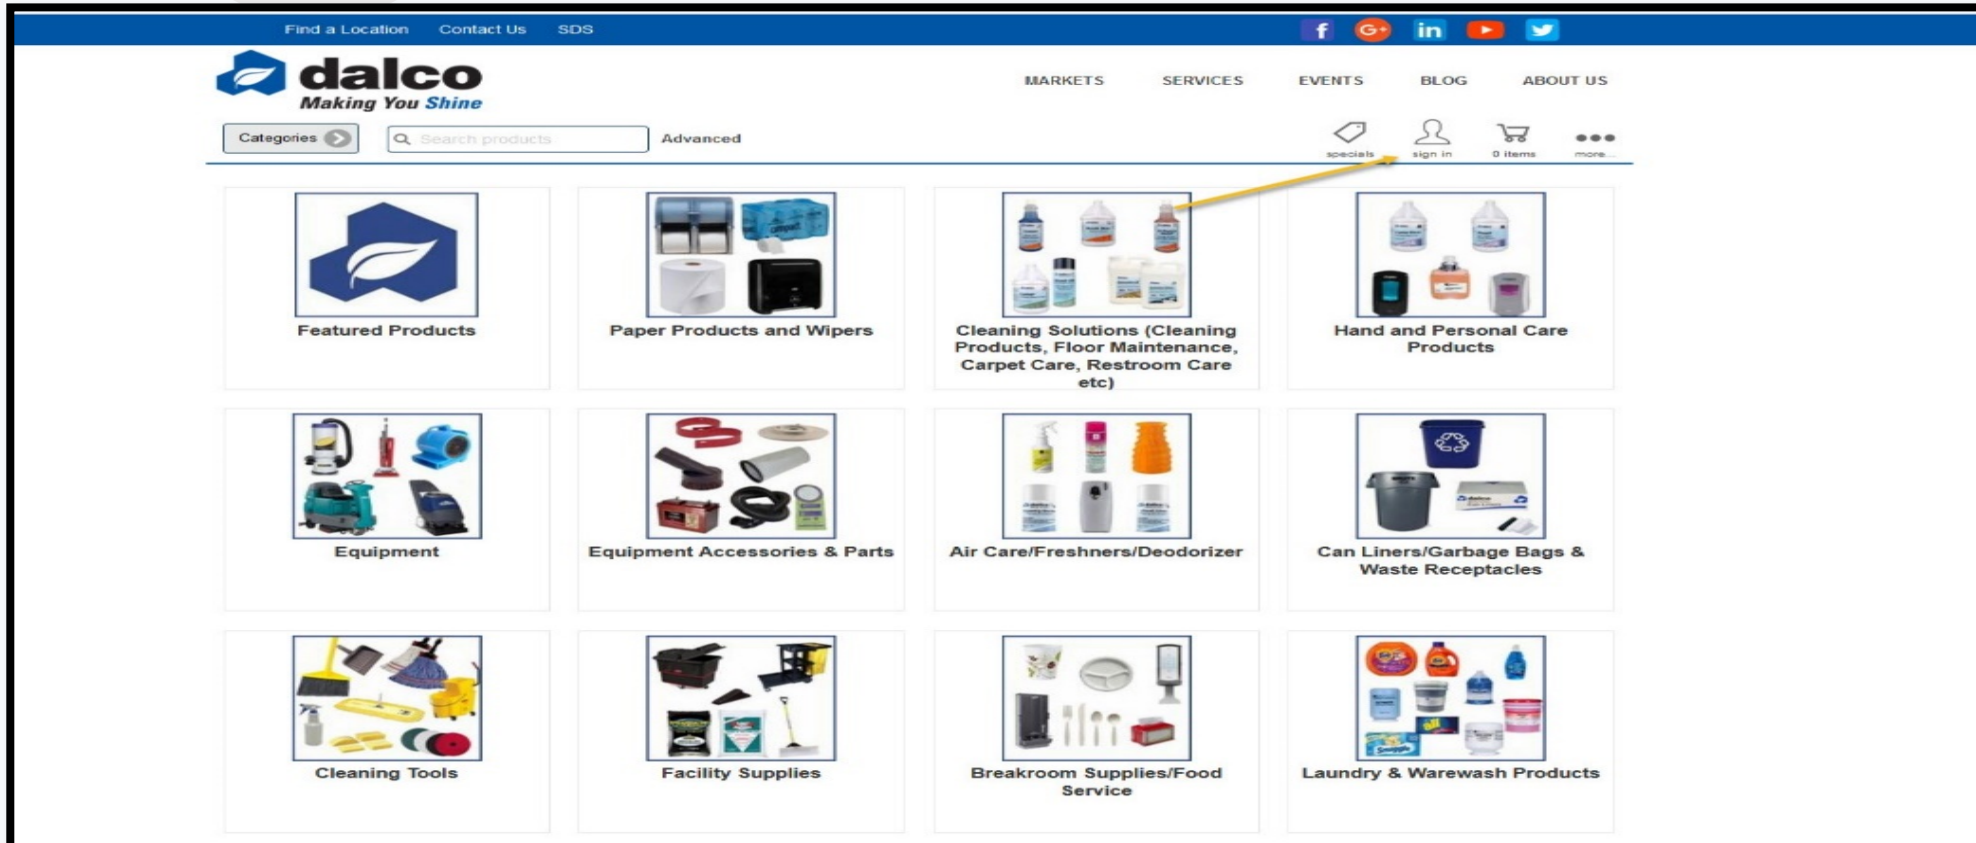 Find a Location Contact Us SDS
dalco
Making You Shine
MARKETS SERVICES EVENTS BLOG ABOUT US
Categories Search products Advanced
specials sign in 0 items more...
Featured Products
Paper Products and Wipers
Cleaning Solutions (Cleaning
Products, Floor Maintenance,
Carpet Care, Restroom Care
etc)
Hand and Personal Care
Products
Equipment
Equipment Accessories & Parts
Air Care/Freshners/Deodorizer
Can Liners/Garbage Bags &
Waste Receptacles
Cleaning Tools
Facility Supplies
Breakroom Supplies/Food
Service
Laundry & Warewash Products